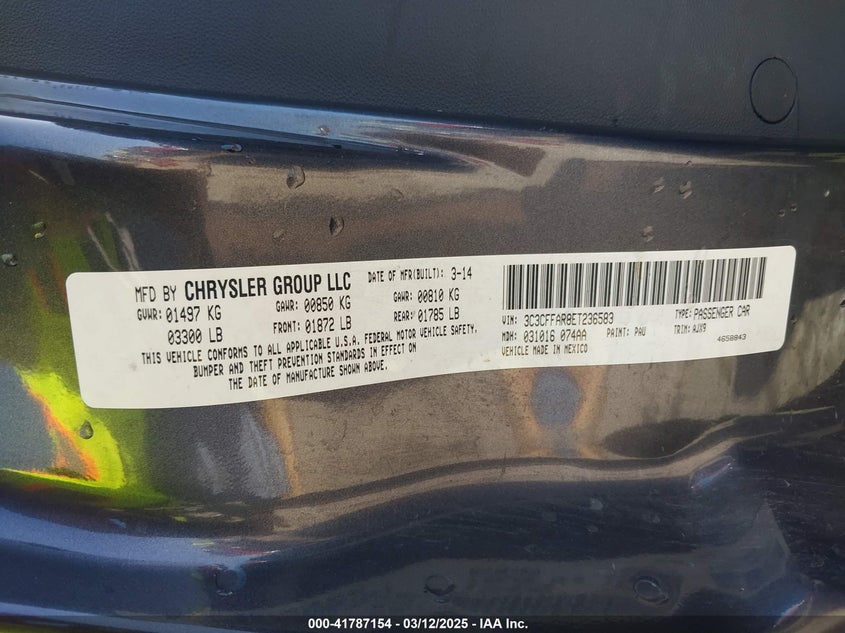 MFD BY CHRYSLER GROUP LLC DATE OF MFR(BUILT): 3-14
GVWR: 01497 KG GAWR: 00850 KG GAWR: 00810 KG
03300 LB FRONT: 01872 LB REAR: 01785 LB
THIS VEHICLE CONFORMS TO ALL APPLICABLE U.S.A. FEDERAL MOTOR VEHICLE SAFETY,
BUMPER AND THEFT PREVENTION STANDARDS IN EFFECT ON
THE DATE OF MANUFACTURE SHOWN ABOVE.
VIN: 3C3CFFAR8ET236583 TYPE: PASSENGER CAR
MDH: 031016 074AA PAINT: PAU TRIM: AJX9
VEHICLE MADE IN MEXICO 4658843
000-41787154 - 03/12/2025 - IAA Inc.